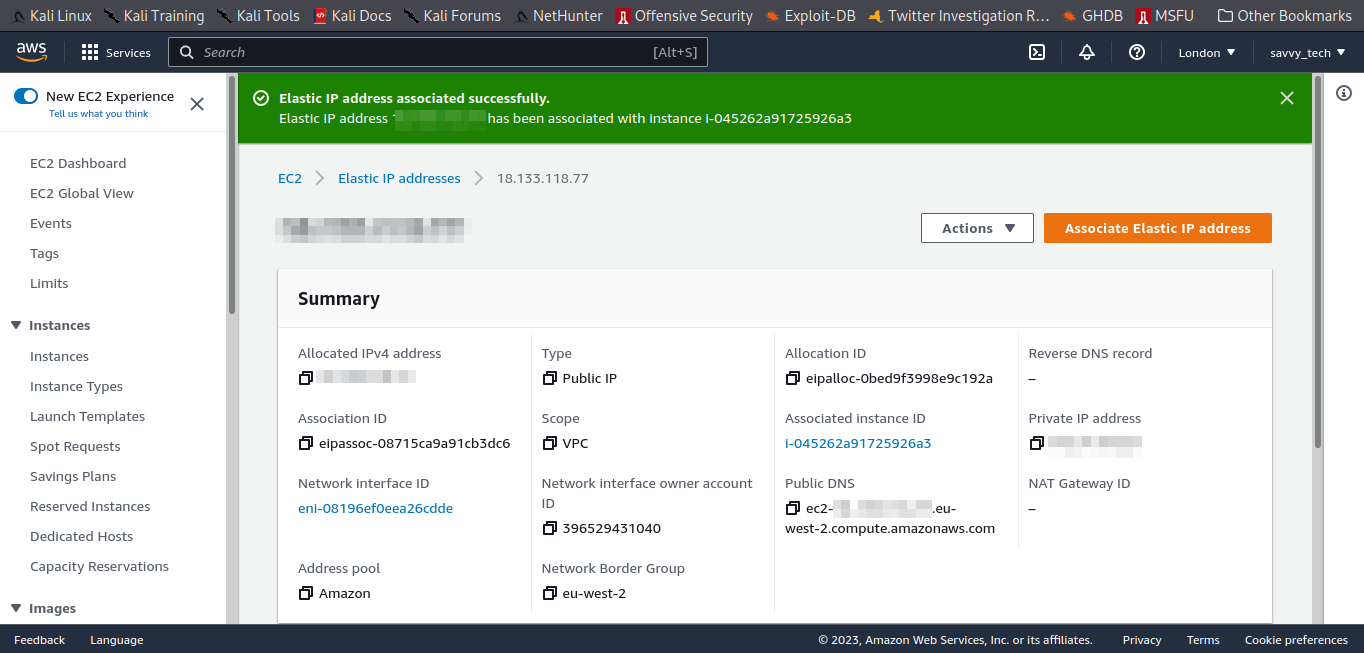 Kali Linux Kali Training Kali Tools Kali Docs Kali Forums NetHunter Offensive Security Exploit-DB Twitter Investigation R… GHDB MSFU Other Bookmarks
aws Services Search [Alt+S] London savvy_tech
New EC2 Experience
Tell us what you think
EC2 Dashboard
EC2 Global View
Events
Tags
Limits
Instances
Instances
Instance Types
Launch Templates
Spot Requests
Savings Plans
Reserved Instances
Dedicated Hosts
Capacity Reservations
Images
Elastic IP address associated successfully.
Elastic IP address has been associated with instance i-045262a91725926a3
EC2 Elastic IP addresses 18.133.118.77
Actions Associate Elastic IP address
Summary
Allocated IPv4 address
Type
Public IP
Allocation ID
eipalloc-0bed9f3998e9c192a
Reverse DNS record
–
Association ID
eipassoc-08715ca9a91cb3dc6
Scope
VPC
Associated instance ID
i-045262a91725926a3
Private IP address
Network interface ID
eni-08196ef0eea26cdde
Network interface owner account
ID
396529431040
Public DNS
ec2- .eu-
west-2.compute.amazonaws.com
NAT Gateway ID
–
Address pool
Amazon
Network Border Group
eu-west-2
Feedback Language © 2023, Amazon Web Services, Inc. or its affiliates. Privacy Terms Cookie preferences